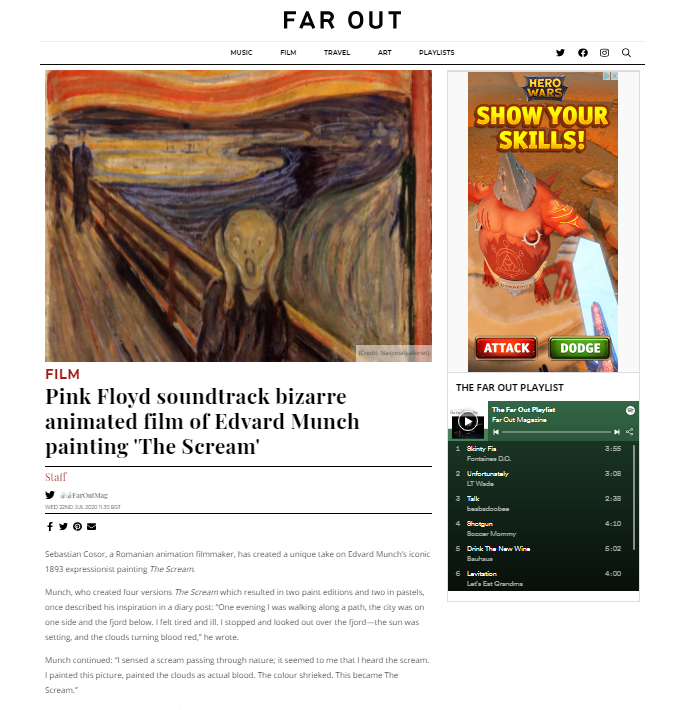 FAR OUT
MUSIC FILM TRAVEL ART PLAYLISTS
HERO
WARS
SHOW YOUR
SKILLS!
ATTACK DODGE
FILM
Pink Floyd soundtrack bizarre
animated film of Edvard Munch
painting 'The Scream'
Staff
@FarOutMag
WED 22ND JUL 2020 11.30 BST
Sebastian Cosor, a Romanian animation filmmaker, has created a unique take on Edvard Munch's iconic
1893 expressionist painting The Scream.
Munch, who created four versions The Scream which resulted in two paint editions and two in pastels,
once described his inspiration in a diary post: "One evening I was walking along a path, the city was on
one side and the fjord below. I felt tired and ill. I stopped and looked out over the fjord—the sun was
setting, and the clouds turning blood red," he wrote.
Munch continued: "I sensed a scream passing through nature; it seemed to me that I heard the scream.
I painted this picture, painted the clouds as actual blood. The colour shrieked. This became The
Scream."
THE FAR OUT PLAYLIST
The Far Out Playlist
Far Out Magazine
1 Skinty Fia 3:55
Fontaines D.C.
2 Unfortunately 3:08
LT Wade
3 Talk 2:38
beabadoobee
4 Shotgun 4:10
Soccer Mommy
5 Drink The New Wine 5:02
Bauhaus
6 Levitation 4:00
Let's Eat Grandma